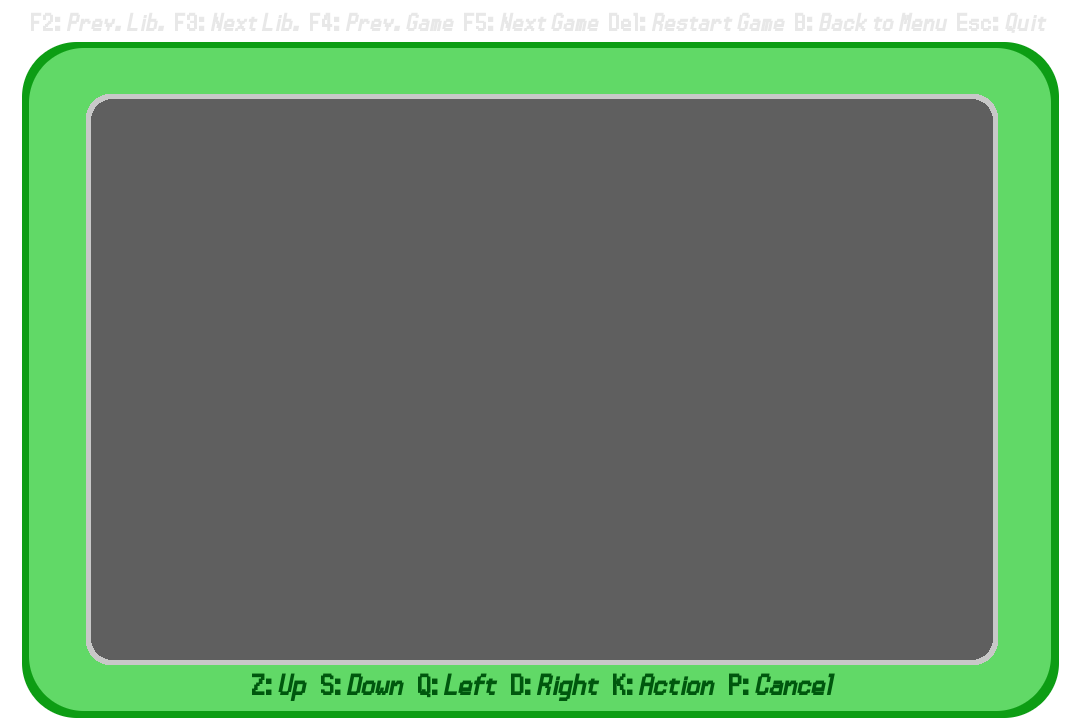 F2: Prev. Lib. F3: Next Lib. F4: Prev. Game F5: Next Game Del: Restart Game B: Back to Menu Esc: Quit
Z: Up S: Down Q: Left D: Right K: Action P: Cancel